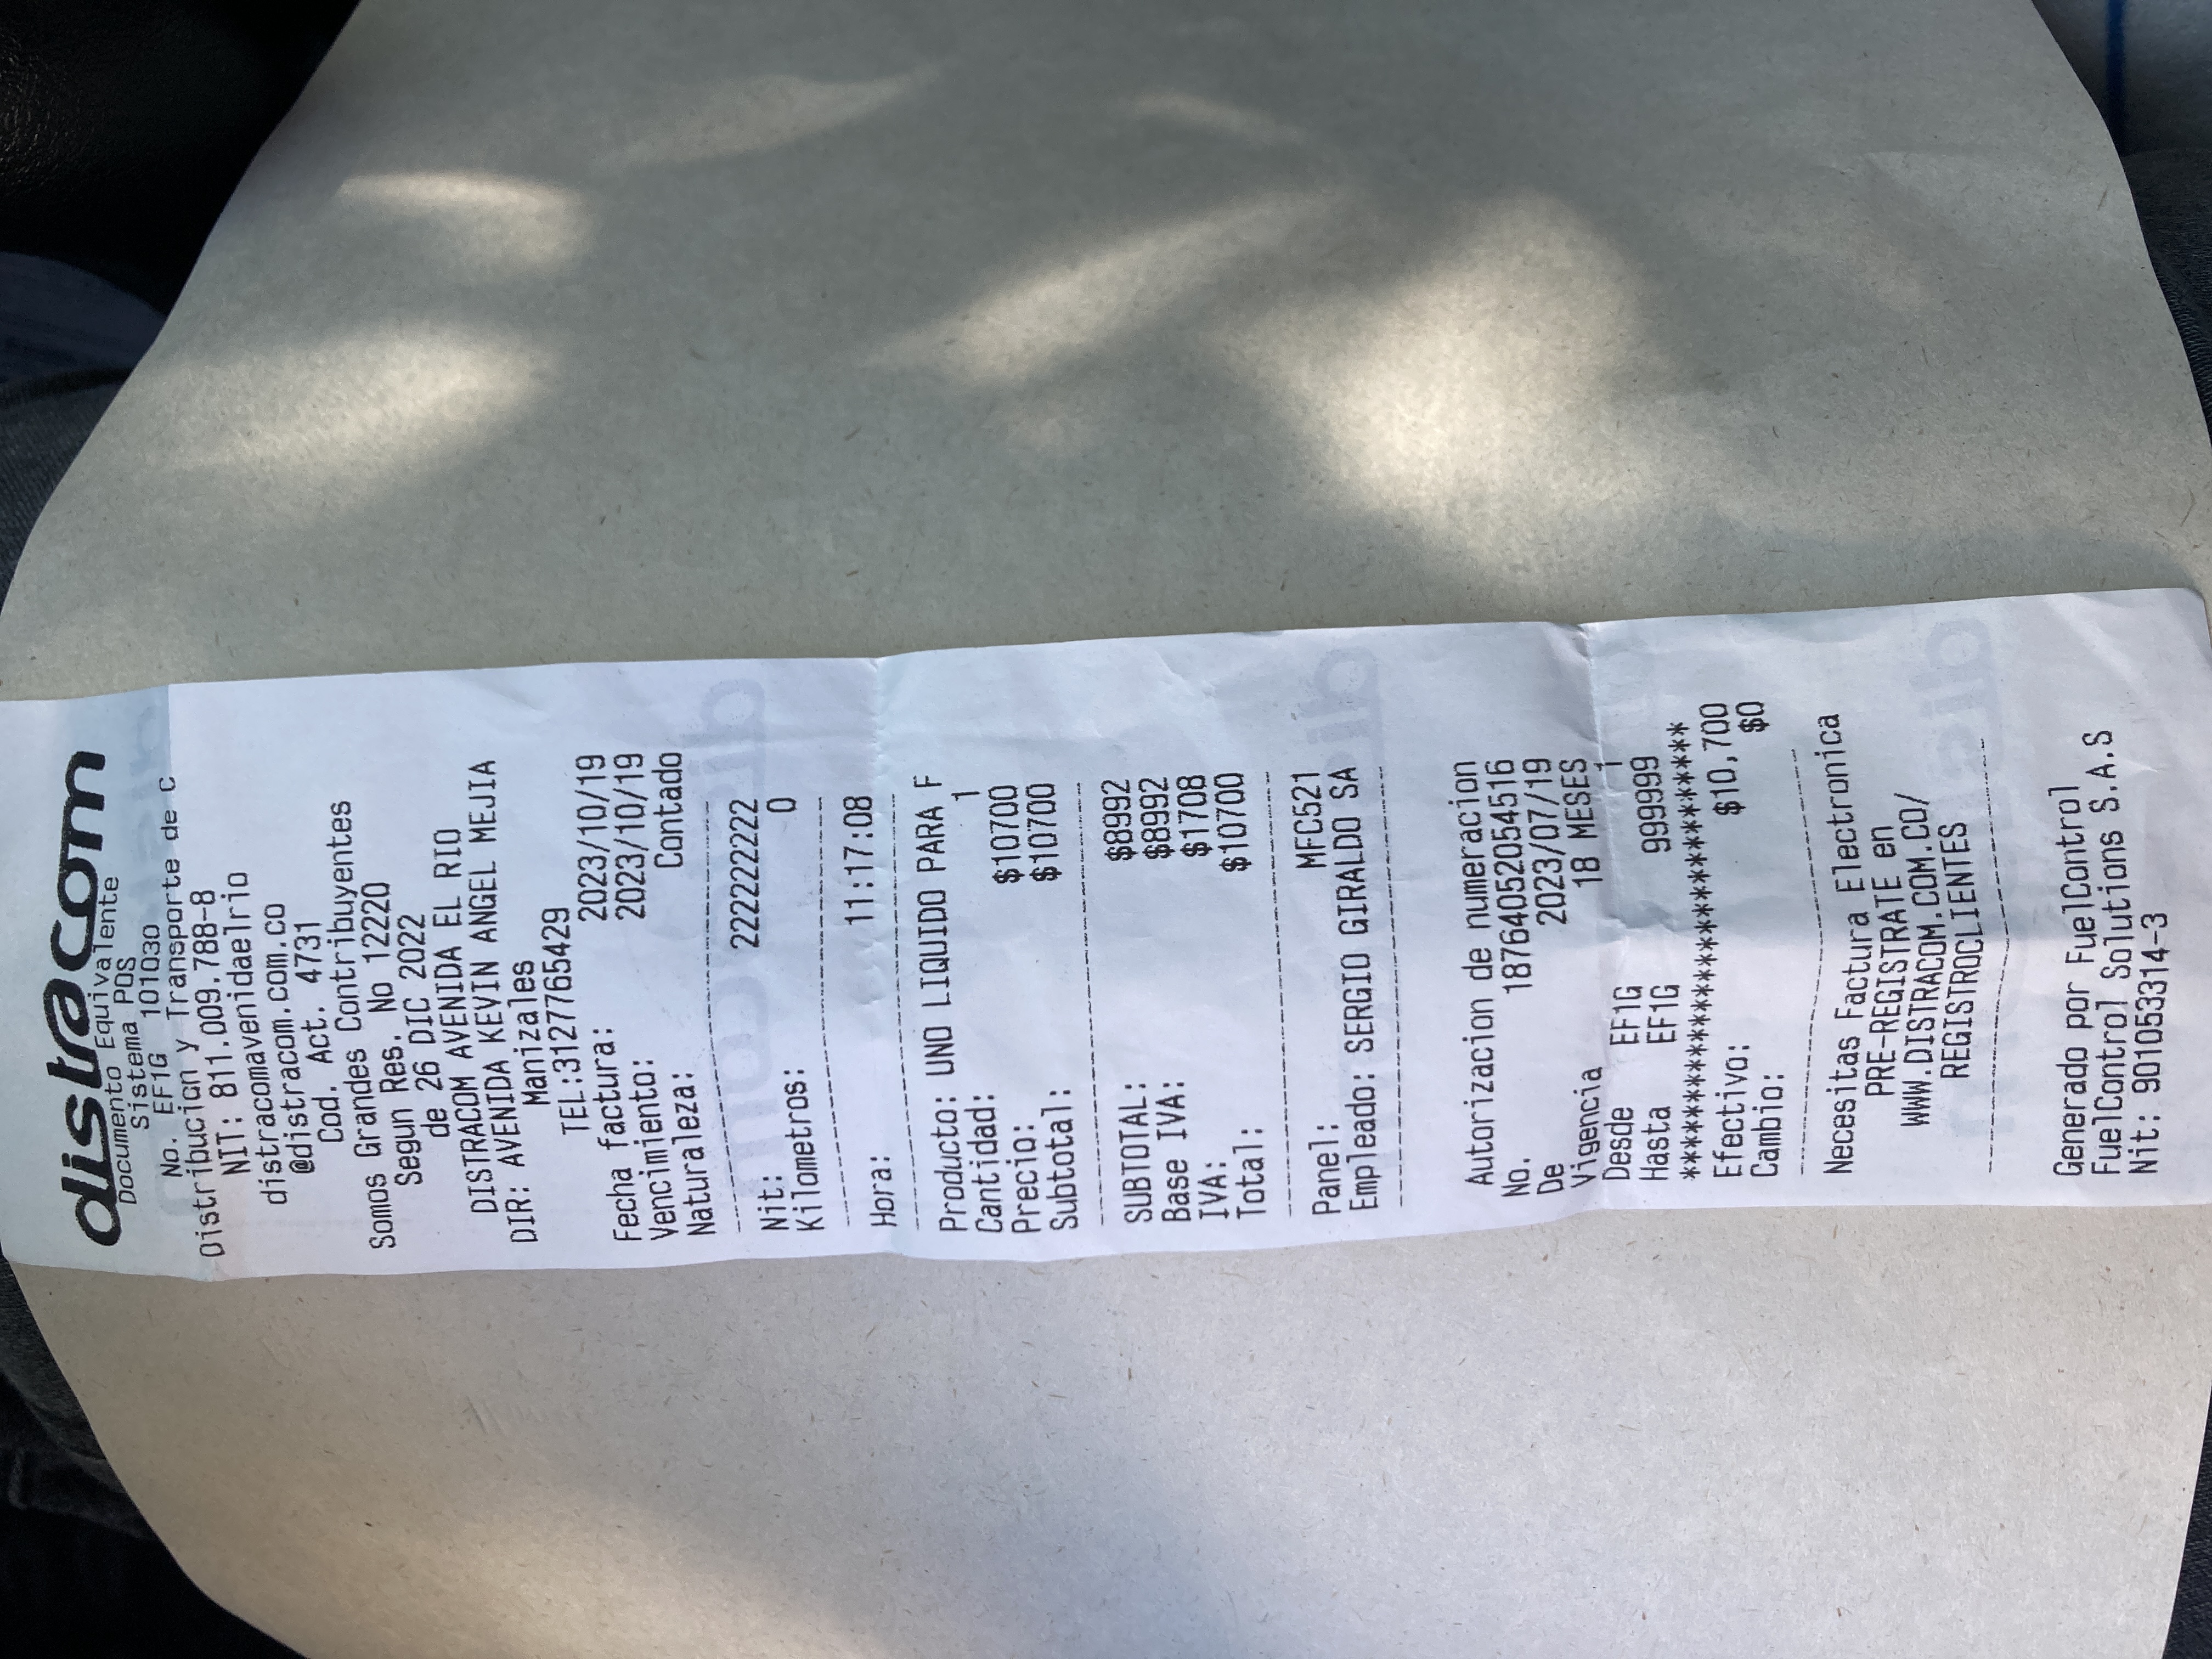 distracom
Documento Equivalente
Sistema POS
No. EF1G 101030
Distribucion y Transporte de C
NIT: 811.009.788-8
distracomavenidaelrio
@distracom.com.co
Cod. Act. 4731
Somos Grandes Contribuyentes
Segun Res. No 12220
de 26 DIC 2022
DISTRACOM AVENIDA EL RIO
DIR: AVENIDA KEVIN ANGEL MEJIA
Manizales
TEL:3127765429
Fecha factura: 2023/10/19
Vencimiento: 2023/10/19
Naturaleza: Contado
Nit: 222222222222
Kilometros: 0
Hora: 11:17:08
Producto: UNO LIQUIDO PARA F
Cantidad: 1
Precio: $10700
Subtotal: $10700
SUBTOTAL: $8992
Base IVA: $8992
IVA: $1708
Total: $10700
Panel: MFC521
Empleado: SERGIO GIRALDO SA
Autorizacion de numeracion
No. 18764052054516
De 2023/07/19
Vigencia 18 MESES
Desde EF1G 1
Hasta EF1G 999999
******************************
Efectivo: $10,700
Cambio: $0
Necesitas Factura Electronica
PRE-REGISTRATE en
WWW.DISTRACOM.COM.CO/
REGISTROCLIENTES
Generado por FuelControl
FuelControl Solutions S.A.S
Nit: 901053314-3